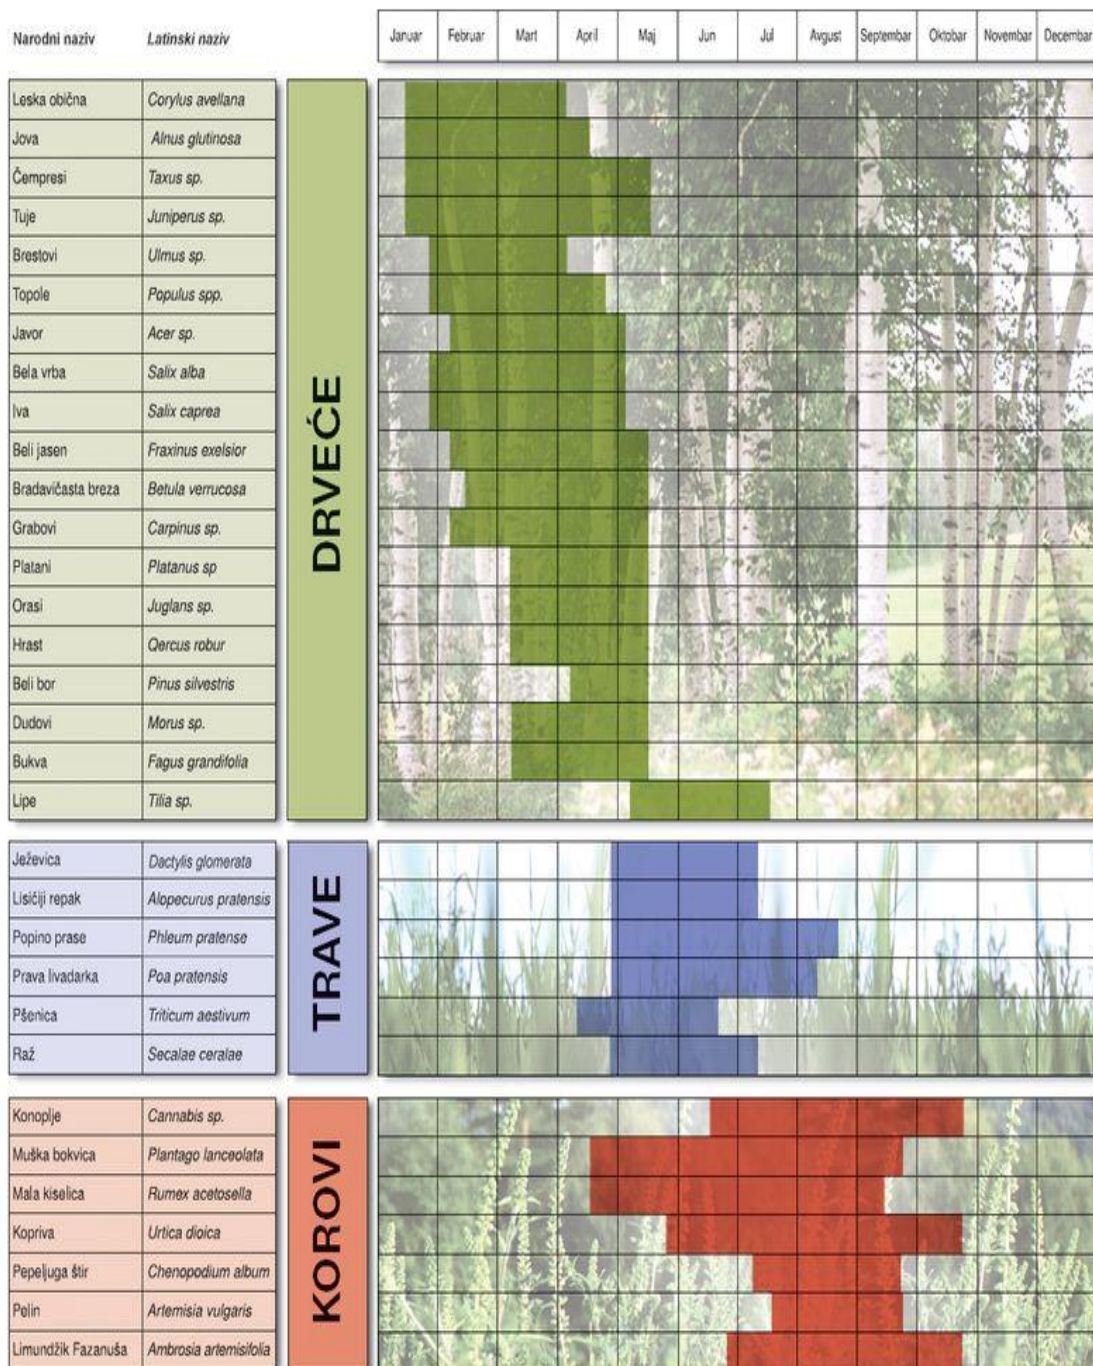 Narodni naziv Latinski naziv Januar Februar Mart April Maj Jun Jul Avgust Septembar Oktobar Novembar Decembar
Leska obična Corylus avellana
Jova Alnus glutinosa
Čempresi Taxus sp.
Tuje Juniperus sp.
Brestovi Ulmus sp.
Topole Populus spp.
Javor Acer sp.
Bela vrba Salix alba
Iva Salix caprea
Beli jasen Fraxinus exelsior
Bradavičasta breza Betula verrucosa
Grabovi Carpinus sp.
Platani Platanus sp
Orasi Juglans sp.
Hrast Qercus robur
Beli bor Pinus silvestris
Dudovi Morus sp.
Bukva Fagus grandifolia
Lipe Tilia sp.
DRVEĆE
Ježevica Dactylis glomerata
Lisičiji repak Alopecurus pratensis
Popino prase Phleum pratense
Prava livadarka Poa pratensis
Pšenica Triticum aestivum
Raž Secalae ceralae
TRAVE
Konoplje Cannabis sp.
Muška bokvica Plantago lanceolata
Mala kiselica Rumex acetosella
Kopriva Urtica dioica
Pepeljuga štir Chenopodium album
Pelin Artemisia vulgaris
Limundžik Fazanuša Ambrosia artemisifolia
KOROVI